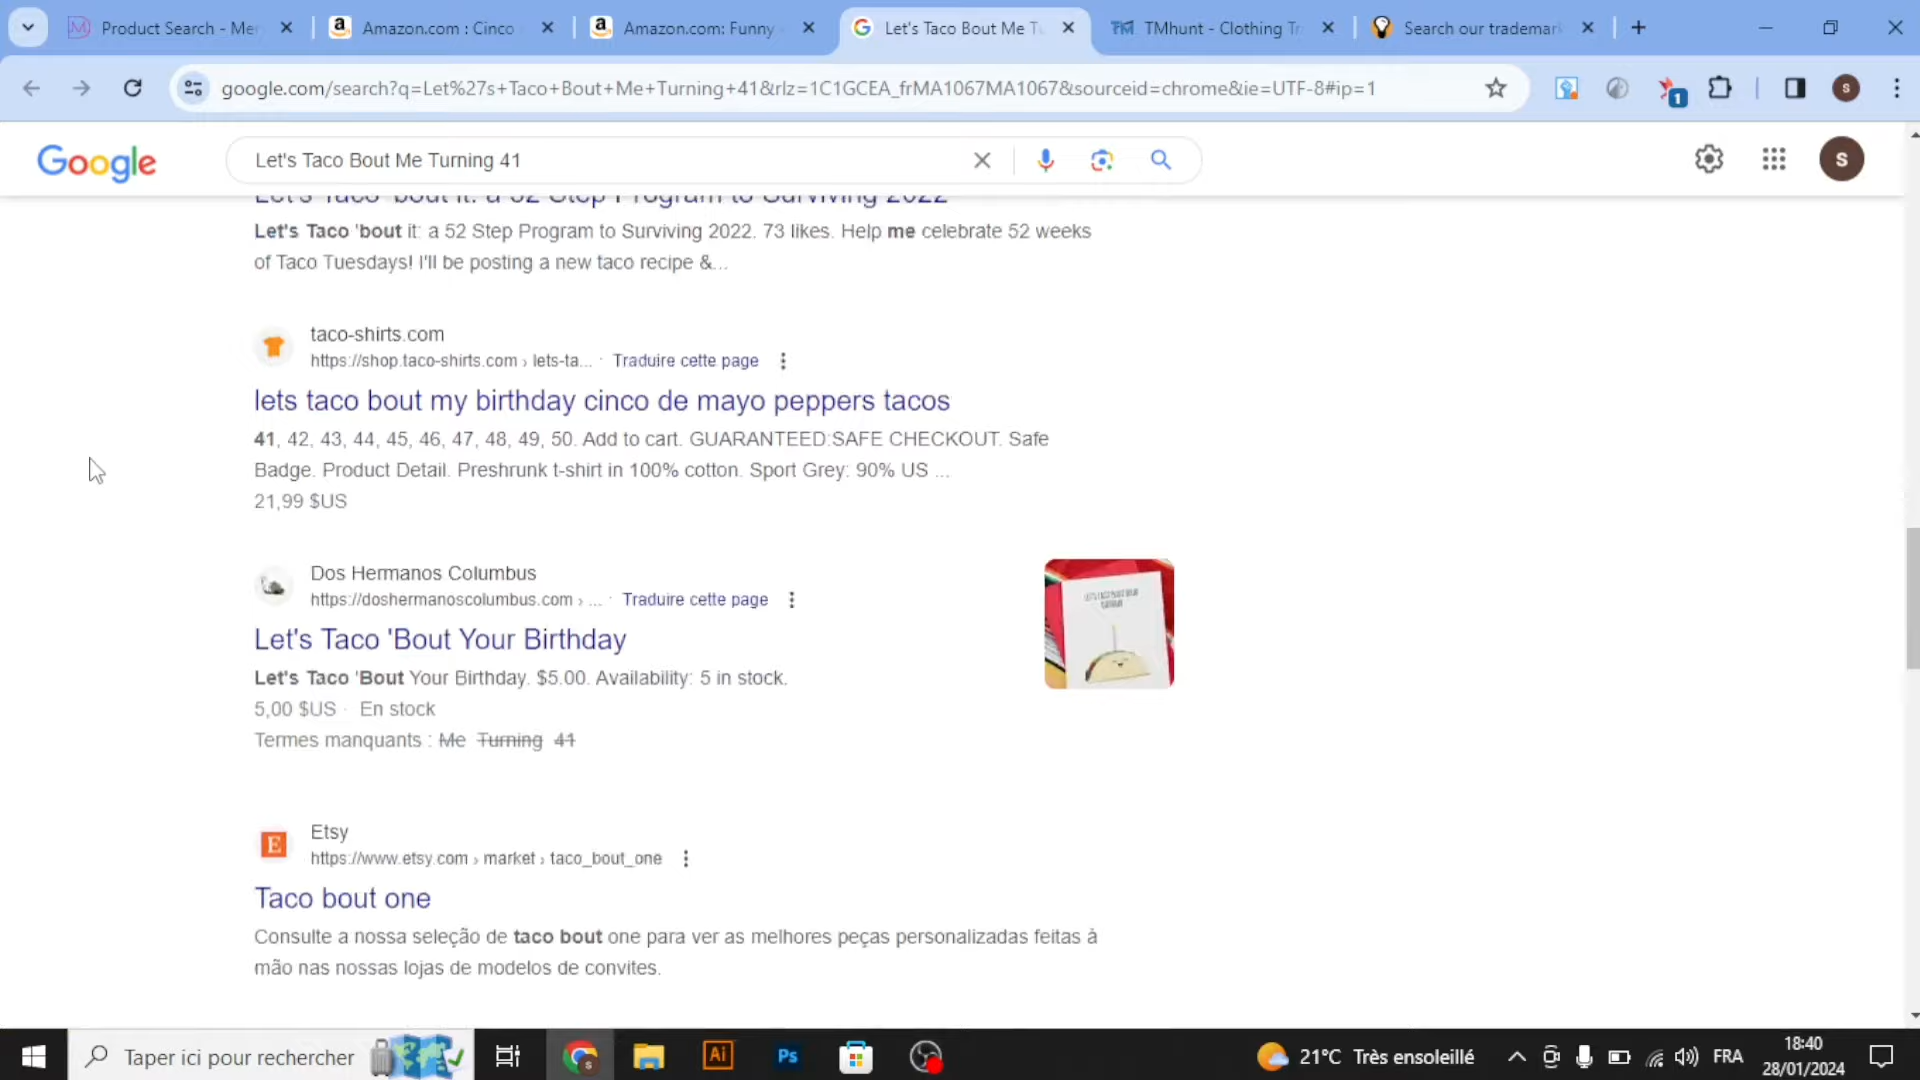 Product Search - Mer
Amazon.com : Cinco
Amazon.com: Funny
Let's Taco Bout Me Tu
TMhunt - Clothing Tr
Search our trademark
google.com/search?q=Let%27s+Taco+Bout+Me+Turning+41&rlz=1C1GCEA_frMA1067MA1067&sourceid=chrome&ie=UTF-8#ip=1
1
s
Google
Let's Taco Bout Me Turning 41
s
Let's Taco 'bout it: a 52 Step Program to Surviving 2022
Let's Taco 'bout it: a 52 Step Program to Surviving 2022. 73 likes. Help me celebrate 52 weeks
of Taco Tuesdays! I'll be posting a new taco recipe &...
taco-shirts.com
https://shop.taco-shirts.com › lets-ta... · Traduire cette page
lets taco bout my birthday cinco de mayo peppers tacos
41, 42, 43, 44, 45, 46, 47, 48, 49, 50. Add to cart. GUARANTEED:SAFE CHECKOUT. Safe
Badge. Product Detail. Preshrunk t-shirt in 100% cotton. Sport Grey: 90% US ...
21,99 $US
Dos Hermanos Columbus
https://doshermanoscolumbus.com › ... · Traduire cette page
Let's Taco 'Bout Your Birthday
Let's Taco 'Bout Your Birthday. $5.00. Availability: 5 in stock.
5,00 $US · En stock
Termes manquants : Me Turning 41
E
Etsy
https://www.etsy.com › market › taco_bout_one
Taco bout one
Consulte a nossa seleção de taco bout one para ver as melhores peças personalizadas feitas à
mão nas nossas lojas de modelos de convites.
Taper ici pour rechercher
Ai
Ps
21°C Très ensoleillé
FRA
18:40
28/01/2024